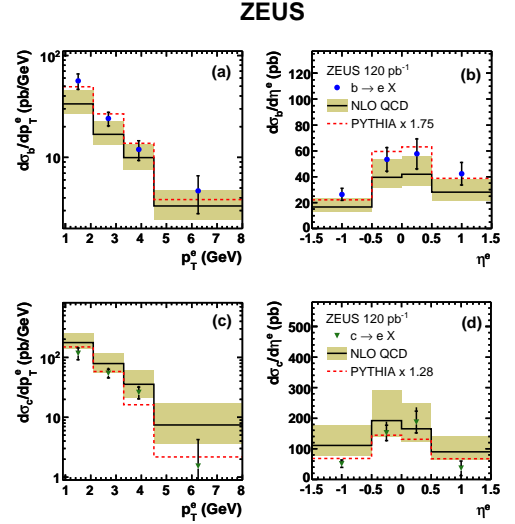 ZEUS
dσb/dpTe (pb/GeV)
10²
10
(a)
1 2 3 4 5 6 7 8
pTe (GeV)
dσb/dηe (pb)
120
100
80
60
40
20
0
ZEUS 120 pb-1
(b)
b → e X
NLO QCD
PYTHIA x 1.75
-1.5 -1 -0.5 0 0.5 1 1.5
ηe
dσc/dpTe (pb/GeV)
10²
10
1
(c)
1 2 3 4 5 6 7 8
pTe (GeV)
dσc/dηe (pb)
500
400
300
200
100
0
ZEUS 120 pb-1
(d)
c → e X
NLO QCD
PYTHIA x 1.28
-1.5 -1 -0.5 0 0.5 1 1.5
ηe